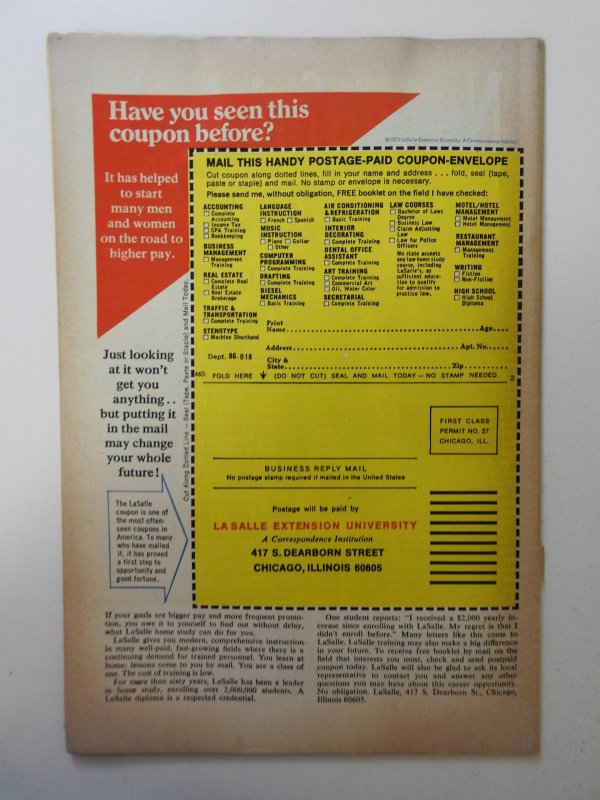 Have you seen this
coupon before?
© 1972 LaSalle Extension University, A Correspondence Institution
It has helped
to start
many men
and women
on the road to
higher pay.
MAIL THIS HANDY POSTAGE-PAID COUPON-ENVELOPE
Cut coupon along dotted lines, fill in your name and address . . . fold, seal (tape,
paste or staple) and mail. No stamp or envelope is necessary.
Please send me, without obligation, FREE booklet on the field I have checked:
ACCOUNTING
Complete
Accounting
Income Tax
CPA Training
Bookkeeping
BUSINESS
MANAGEMENT
Management
Training
REAL ESTATE
Complete Real
Estate
Real Estate
Brokerage
TRAFFIC &
TRANSPORTATION
Complete Training
STENOTYPE
Machine Shorthand
LANGUAGE
INSTRUCTION
French Spanish
MUSIC
INSTRUCTION
Piano Guitar
Other
COMPUTER
PROGRAMMING
Complete Training
DRAFTING
Complete Training
DIESEL
MECHANICS
Basic Training
AIR CONDITIONING
& REFRIGERATION
Basic Training
INTERIOR
DECORATING
Complete Training
DENTAL OFFICE
ASSISTANT
Complete Training
ART TRAINING
Complete Training
Commercial Art
Oil, Water Color
SECRETARIAL
Complete Training
LAW COURSES
Bachelor of Laws
Degree
Business Law
Claim Adjusting
Law
Law for Police
Officers
No state accepts
any law home study
course, including
LaSalle's, as
sufficient educa-
tion to qualify
for admission to
practice law.
MOTEL/HOTEL
MANAGEMENT
Motel Management
Hotel Management
RESTAURANT
MANAGEMENT
Management
Training
WRITING
Fiction
Non-Fiction
HIGH SCHOOL
High School
Diploma
Print
Name Age
Address Apt. No.
Dept. 86-018 City &
State Zip
460 FOLD HERE (DO NOT CUT) SEAL AND MAIL TODAY — NO STAMP NEEDED. 2
Cut Along Dotted Line — Seal (Tape, Paste or Staple) and Mail Today
Just looking
at it won't
get you
anything . .
but putting it
in the mail
may change
your whole
future!
The LaSalle
coupon is one of
the most often-
seen coupons in
America. To many
who have mailed
it, it has proved
a first step to
opportunity and
good fortune.
FIRST CLASS
PERMIT NO. 27
CHICAGO, ILL.
BUSINESS REPLY MAIL
No postage stamp required if mailed in the United States
Postage will be paid by
LA SALLE EXTENSION UNIVERSITY
A Correspondence Institution
417 S. DEARBORN STREET
CHICAGO, ILLINOIS 60605
If your goals are bigger pay and more frequent promo-
tion, you owe it to yourself to find out without delay,
what LaSalle home study can do for you.
LaSalle gives you modern, comprehensive instruction
in many well-paid, fast-growing fields where there is a
continuing demand for trained personnel. You learn at
home; lessons come to you by mail. You are a class of
one. The cost of training is low.
For more than sixty years, LaSalle has been a leader
in home study, enrolling over 2,000,000 students. A
LaSalle diploma is a respected credential.
One student reports: "I received a $2,000 yearly in-
crease since enrolling with LaSalle. My regret is that I
didn't enroll before." Many letters like this come to
LaSalle. LaSalle training may also make a big difference
in your future. To receive free booklet by mail on the
field that interests you most, check and send postpaid
coupon today. LaSalle will also be glad to ask its local
representative to contact you and answer any other
questions you may have about this career opportunity.
No obligation. LaSalle, 417 S. Dearborn St., Chicago,
Illinois 60605.